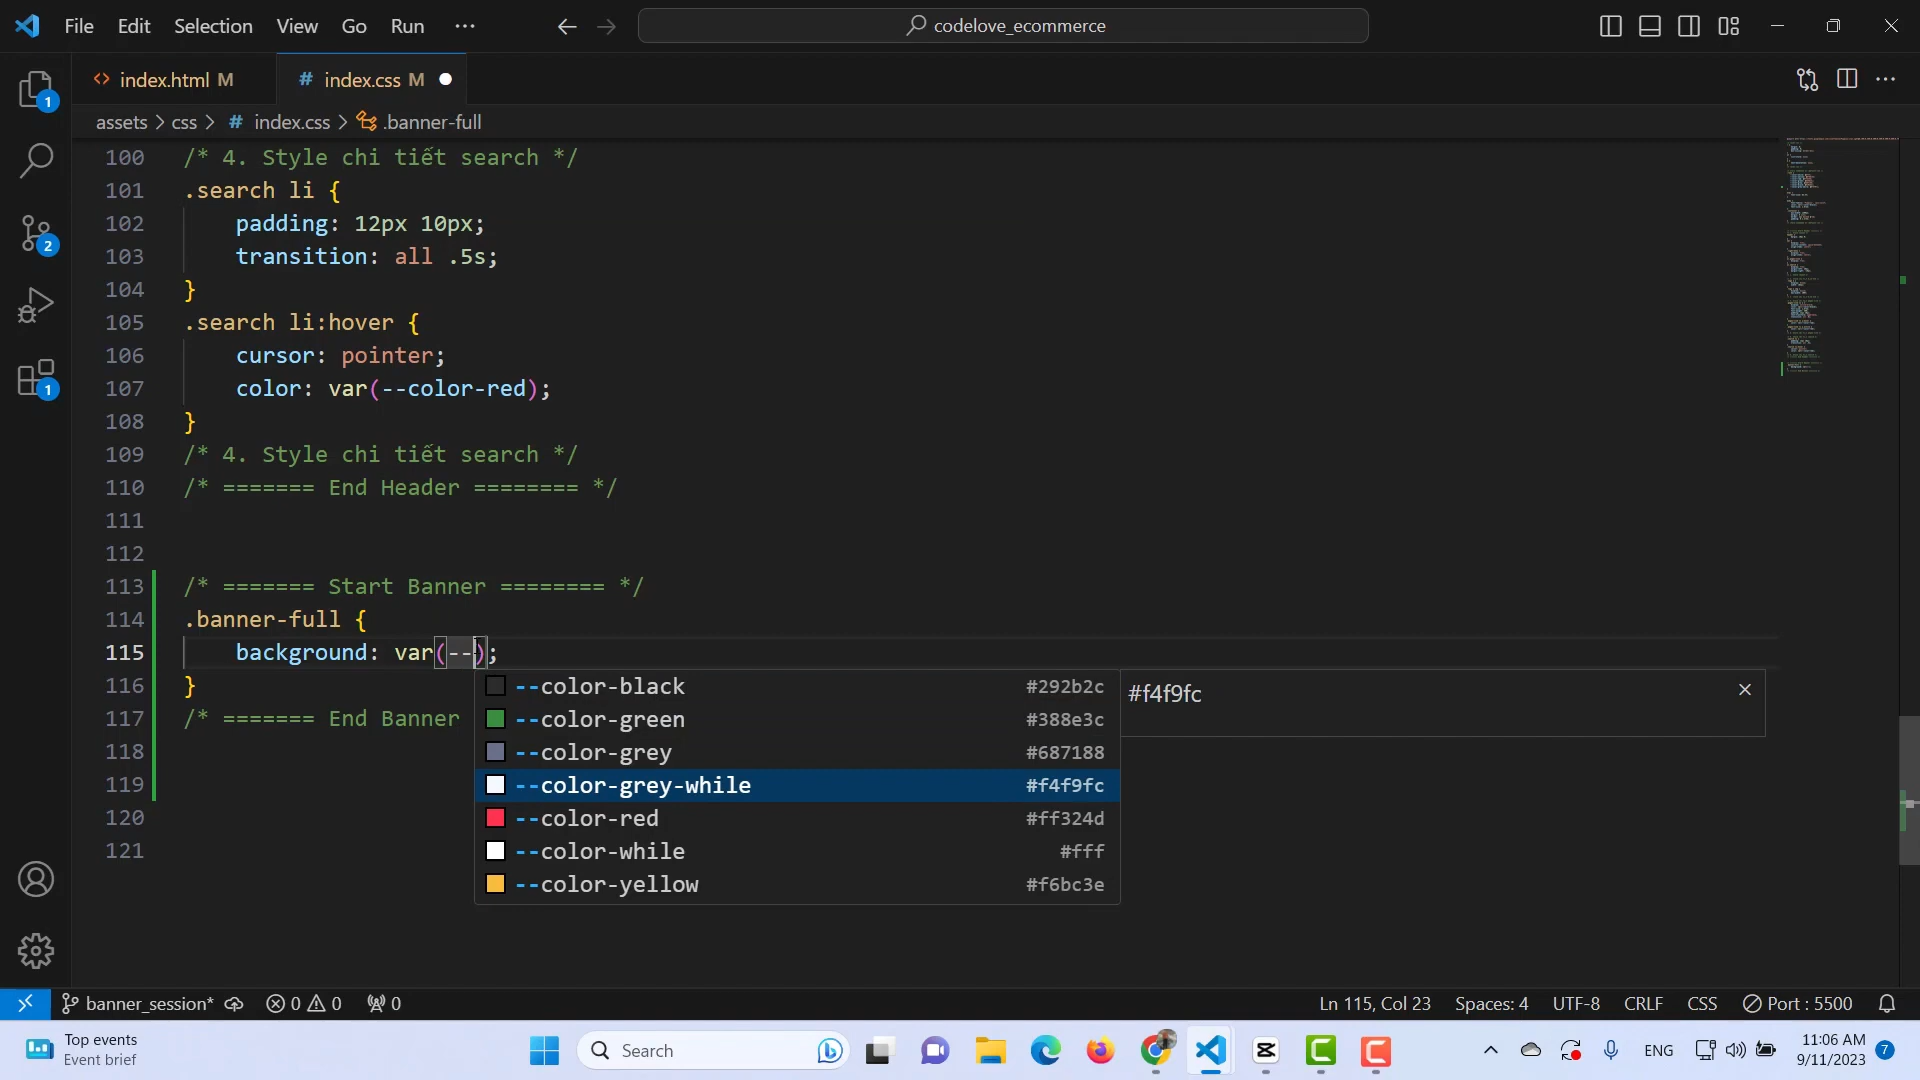 File Edit Selection View Go Run ···
codelove_ecommerce
index.html M
# index.css M
assets > css > # index.css > .banner-full
100 /* 4. Style chi tiết search */
101 .search li {
102 padding: 12px 10px;
103 transition: all .5s;
104 }
105 .search li:hover {
106 cursor: pointer;
107 color: var(--color-red);
108 }
109 /* 4. Style chi tiết search */
110 /* ======= End Header ======== */
111
112
113 /* ======= Start Banner ======== */
114 .banner-full {
115 background: var(--);
116 }
117 /* ======= End Banner
118
119
120
121
--color-black #292b2c
--color-green #388e3c
--color-grey #687188
--color-grey-while #f4f9fc
--color-red #ff324d
--color-while #fff
--color-yellow #f6bc3e
#f4f9fc
1
2
1
banner_session* 0 0 0
Ln 115, Col 23 Spaces: 4 UTF-8 CRLF CSS Port : 5500
Top events
Event brief
Search
ENG
11:06 AM
9/11/2023
7